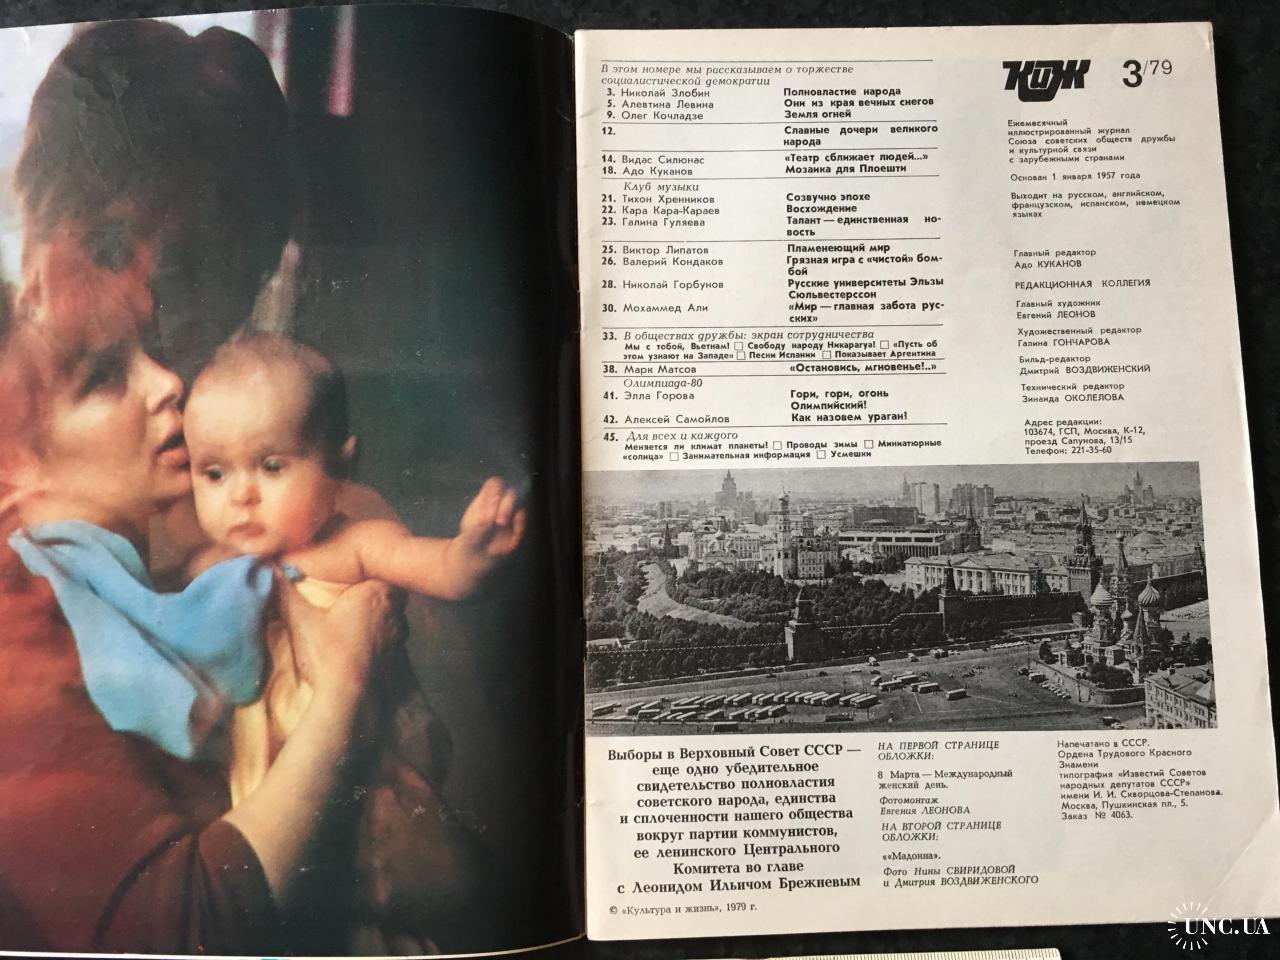 В этом номере мы рассказываем о торжестве
социалистической демократии
3. Николай Злобин Полновластие народа
5. Алевтина Левина Они из края вечных снегов
9. Олег Кочладзе Земля огней
12. Славные дочери великого
народа
14. Видас Силюнас «Театр сближает людей...»
18. Адо Куканов Мозаика для Плоешти
Клуб музыки
21. Тихон Хренников Созвучно эпохе
22. Кара Кара-Караев Восхождение
23. Галина Гуляева Талант — единственная но-
вость
25. Виктор Липатов Пламенеющий мир
26. Валерий Кондаков Грязная игра с «чистой» бом-
бой
28. Николай Горбунов Русские университеты Эльзы
Сюльвестерссон
30. Мохаммед Али «Мир — главная забота рус-
ских»
33. В обществах дружбы: экран сотрудничества
Мы с тобой, Вьетнам! □ Свободу народу Никарагуа! □ «Пусть об
этом узнают на Западе» □ Песни Испании □ Показывает Аргентина
38. Марк Матсов «Остановись, мгновенье!..»
Олимпиада-80
41. Элла Горова Гори, гори, огонь
Олимпийский!
42. Алексей Самойлов Как назовем ураган?
45. Для всех и каждого
Меняется ли климат планеты? □ Проводы зимы □ Миниатюрные
«солнца» □ Занимательная информация □ Усмешки
КиЖ 3/79
Ежемесячный
иллюстрированный журнал
Союза советских обществ дружбы
и культурной связи
с зарубежными странами
Основан 1 января 1957 года
Выходит на русском, английском,
французском, испанском, немецком
языках
Главный редактор
Адо КУКАНОВ
РЕДАКЦИОННАЯ КОЛЛЕГИЯ
Главный художник
Евгений ЛЕОНОВ
Художественный редактор
Галина ГОНЧАРОВА
Бильд-редактор
Дмитрий ВОЗДВИЖЕНСКИЙ
Технический редактор
Зинаида ОКОЛЕЛОВА
Адрес редакции:
103674, ГСП, Москва, К-12,
проезд Сапунова, 13/15
Телефон: 221-35-60
Выборы в Верховный Совет СССР —
еще одно убедительное
свидетельство полновластия
советского народа, единства
и сплоченности нашего общества
вокруг партии коммунистов,
ее ленинского Центрального
Комитета во главе
с Леонидом Ильичом Брежневым
© «Культура и жизнь», 1979 г.
НА ПЕРВОЙ СТРАНИЦЕ
ОБЛОЖКИ:
8 Марта — Международный
женский день.
Фотомонтаж
Евгения ЛЕОНОВА
НА ВТОРОЙ СТРАНИЦЕ
ОБЛОЖКИ:
««Мадонна».
Фото Нины СВИРИДОВОЙ
и Дмитрия ВОЗДВИЖЕНСКОГО
Напечатано в СССР.
Ордена Трудового Красного
Знамени
типография «Известий Советов
народных депутатов СССР»
имени И. И. Скворцова-Степанова.
Москва, Пушкинская пл., 5.
Заказ № 4063.
UNC.UA